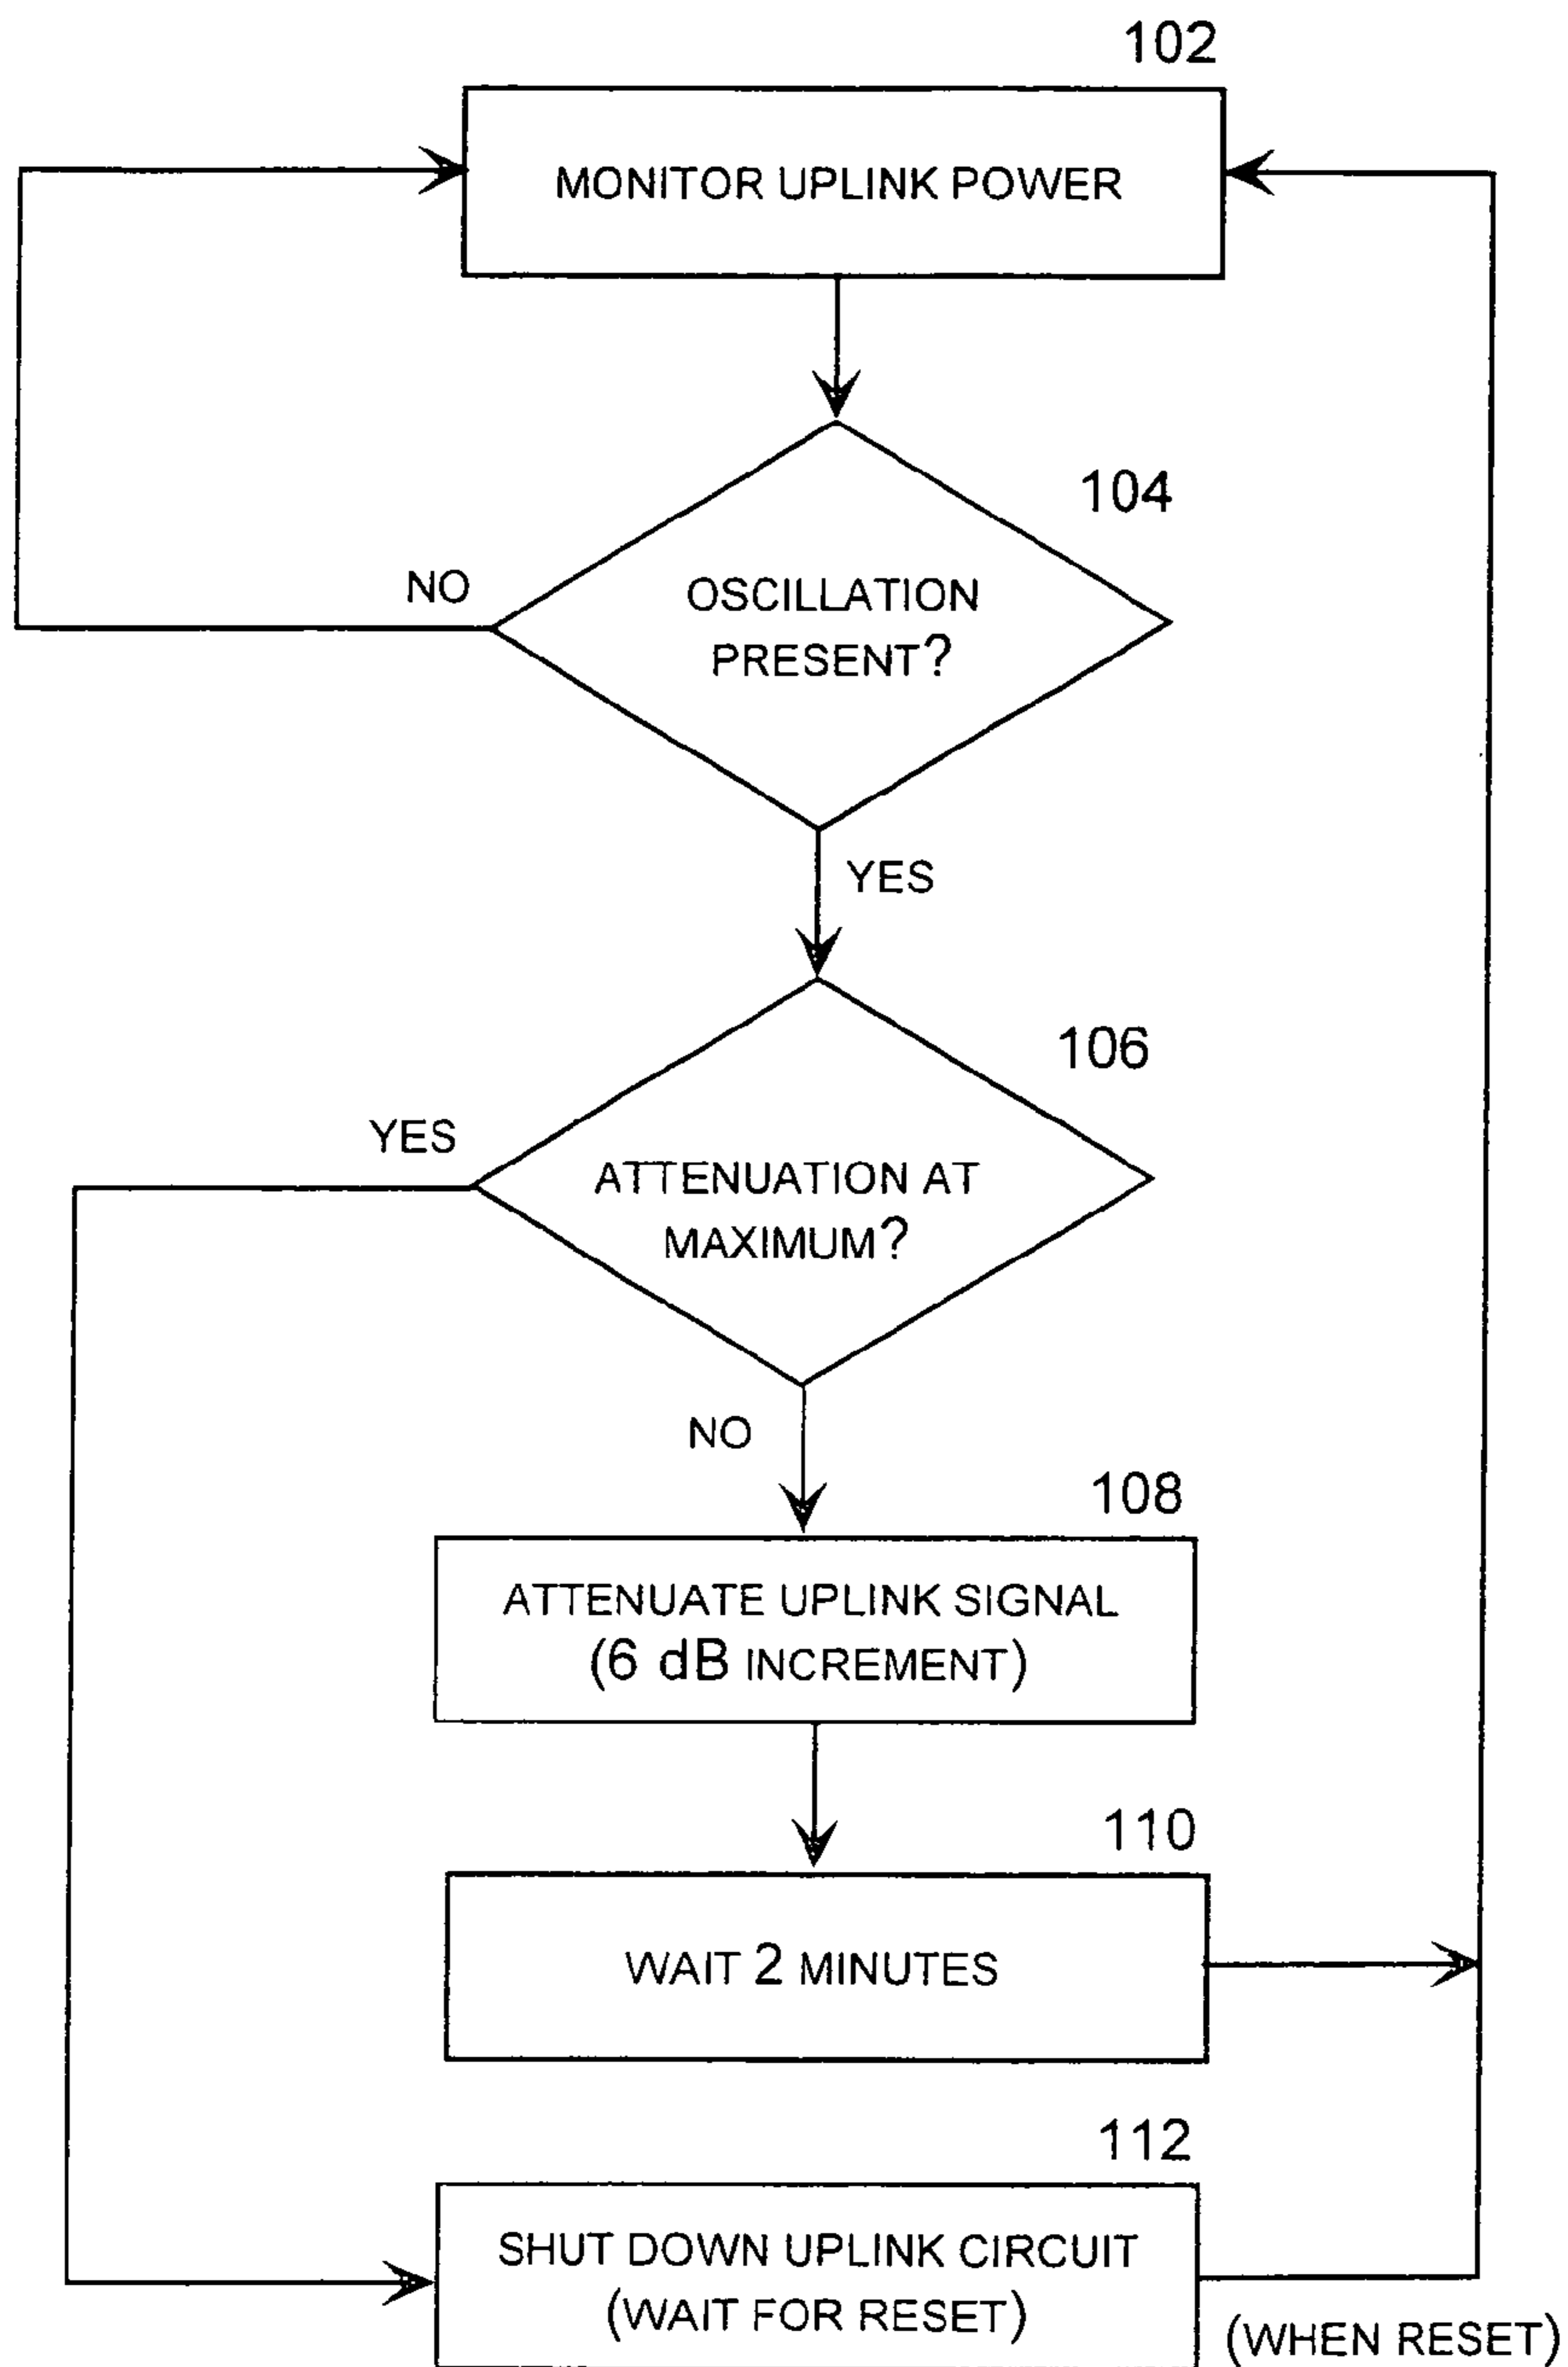 102
MONITOR UPLINK POWER
104
NO
OSCILLATION
PRESENT?
YES
106
YES
ATTENUATION AT
MAXIMUM?
NO
108
ATTENUATE UPLINK SIGNAL
(6 dB INCREMENT)
110
WAIT 2 MINUTES
112
SHUT DOWN UPLINK CIRCUIT
(WAIT FOR RESET)
(WHEN RESET)